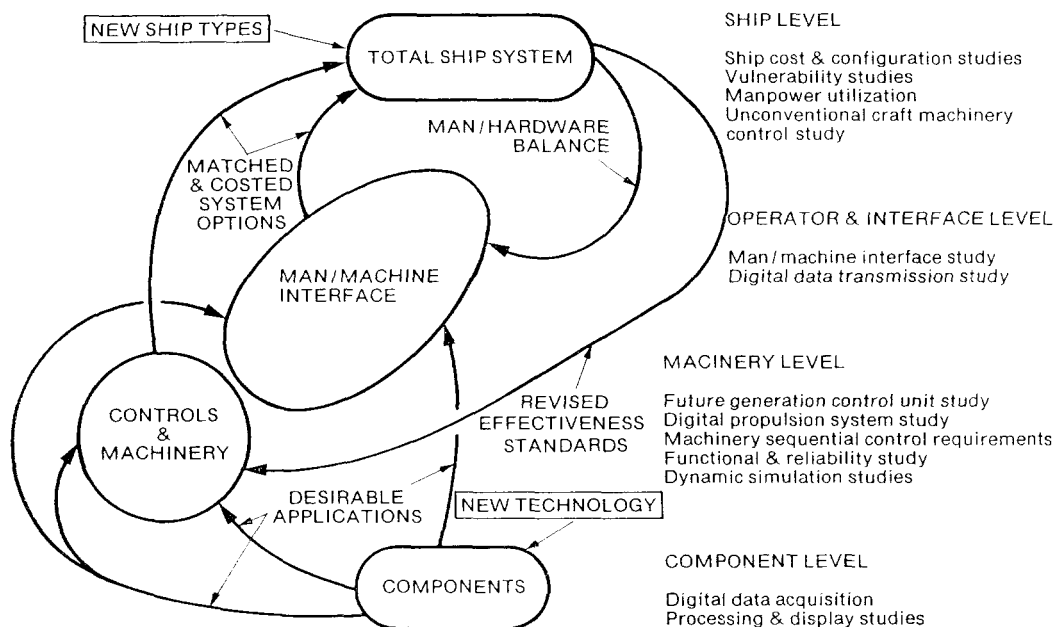 NEW SHIP TYPES
TOTAL SHIP SYSTEM
MAN/HARDWARE
BALANCE
MATCHED
& COSTED
SYSTEM
OPTIONS
MAN/MACHINE
INTERFACE
CONTROLS
&
MACHINERY
REVISED
EFFECTIVENESS
STANDARDS
DESIRABLE
APPLICATIONS
NEW TECHNOLOGY
COMPONENTS
SHIP LEVEL
Ship cost & configuration studies
Vulnerability studies
Manpower utilization
Unconventional craft machinery
control study
OPERATOR & INTERFACE LEVEL
Man/machine interface study
Digital data transmission study
MACINERY LEVEL
Future generation control unit study
Digital propulsion system study
Machinery sequential control requirements
Functional & reliability study
Dynamic simulation studies
COMPONENT LEVEL
Digital data acquisition
Processing & display studies